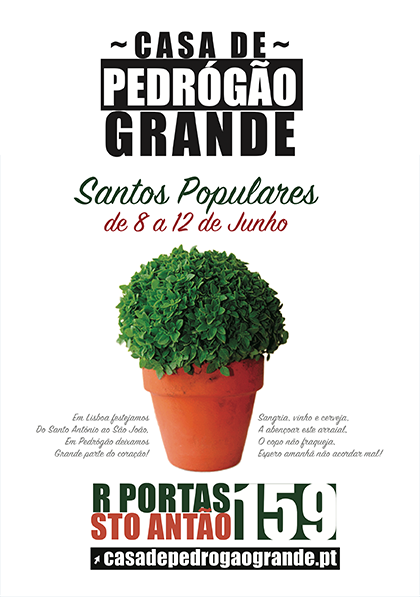 ~CASA DE~
PEDRÓGÃO
GRANDE
Santos Populares
de 8 a 12 de Junho
Em Lisboa festejamos
Do Santo António ao São João,
Em Pedrógão deixamos
Grande parte do coração!
Sangria, vinho e cerveja,
A abençoar este arraial,
O copo não fraqueja,
Espero amanhã não acordar mal!
R PORTAS
STO ANTÃO
159
casadepedrogaogrande.pt